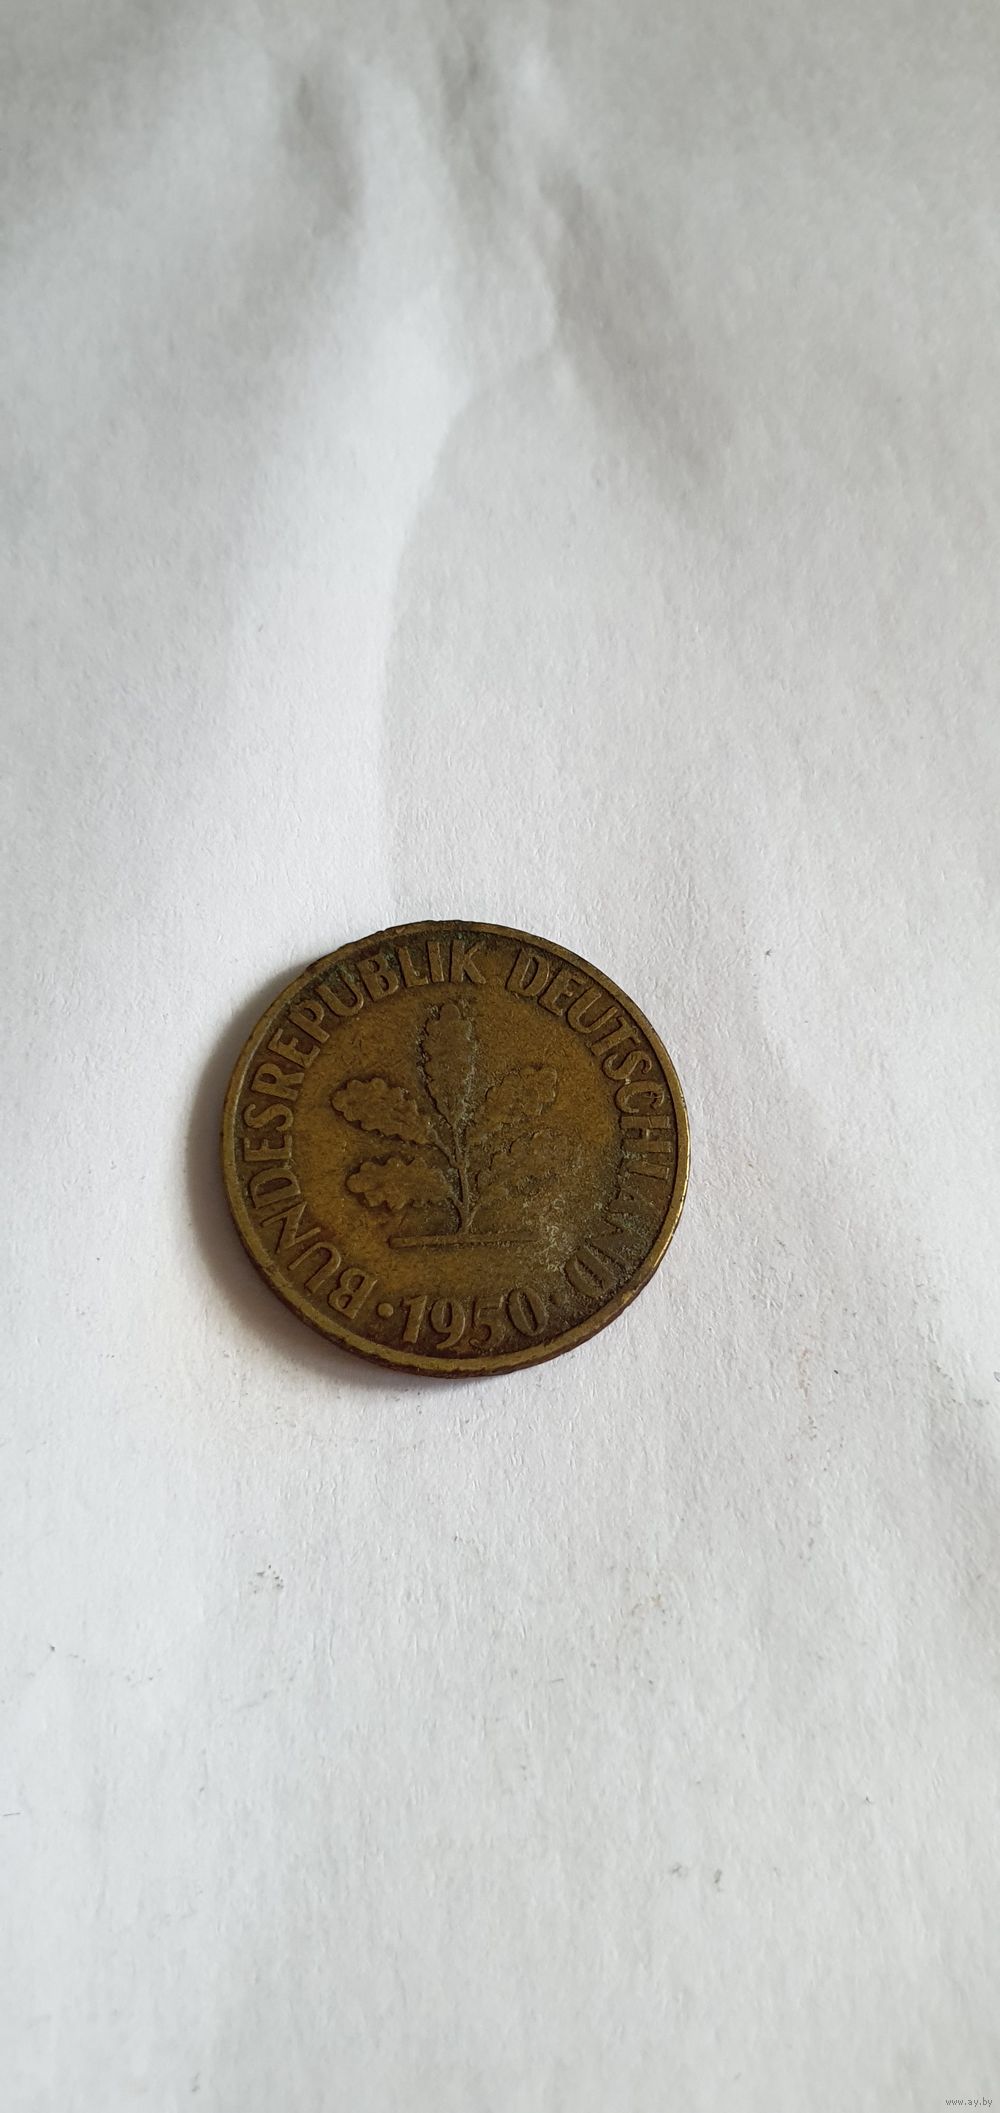 BUNDESREPUBLIK DEUTSCHLAND
· 1950 ·
www.ay.by